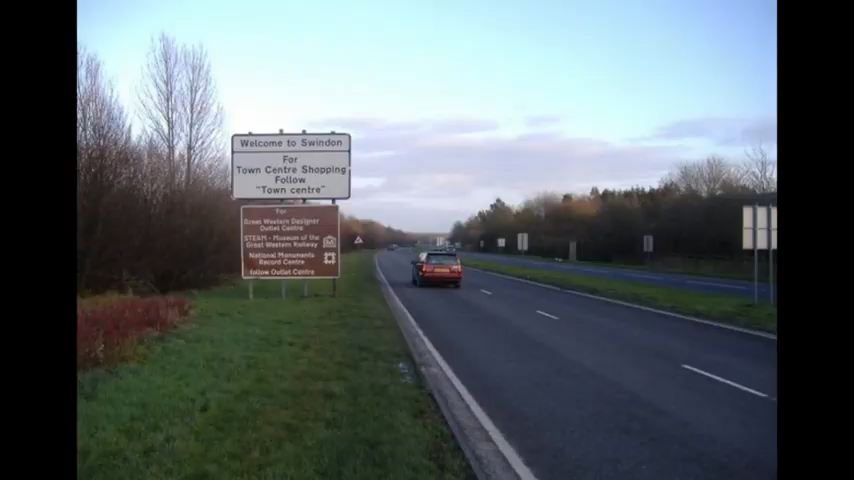 Welcome to Swindon
For
Town Centre Shopping
Follow
"Town centre"
For
Great Western Designer
Outlet Centre
STEAM - Museum of the
Great Western Railway
National Monuments
Record Centre
follow Outlet Centre